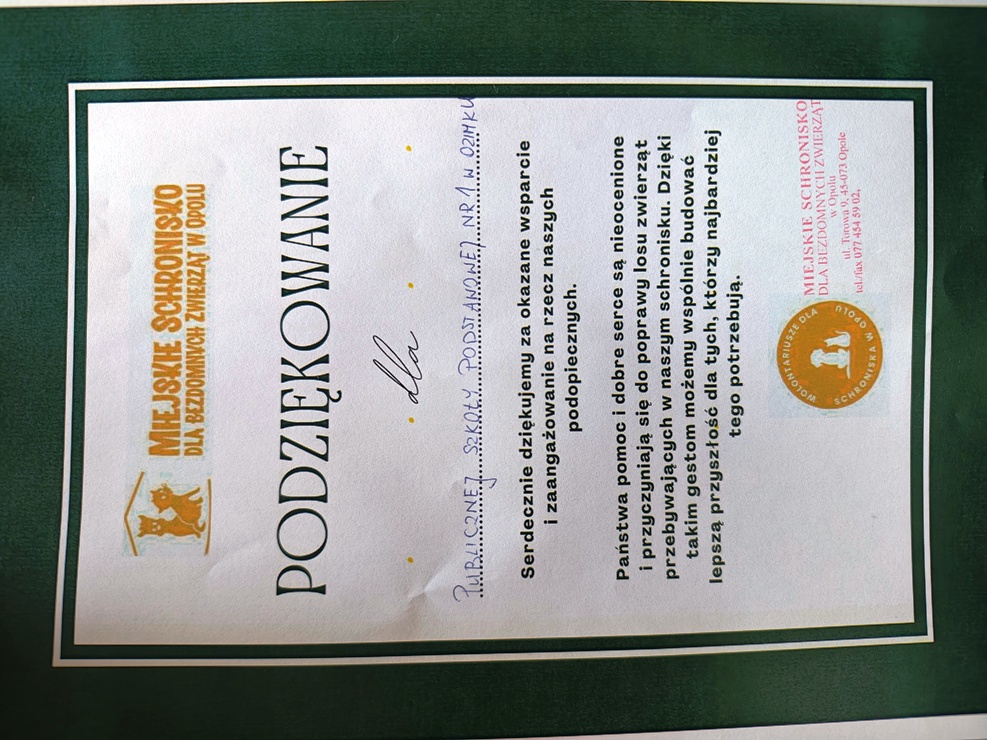 MIEJSKIE SCHRONISKO
DLA BEZDOMNYCH ZWIERZĄT W OPOLU
PODZIĘKOWANIE
dla
PUBLICZNEJ SZKOŁY PODSTAWOWEJ NR 1 W OZIMKU
Serdecznie dziękujemy za okazane wsparcie
i zaangażowanie na rzecz naszych
podopiecznych.
Państwa pomoc i dobre serce są nieocenione
i przyczyniają się do poprawy losu zwierząt
przebywających w naszym schronisku. Dzięki
takim gestom możemy wspólnie budować
lepszą przyszłość dla tych, którzy najbardziej
tego potrzebują.
WOLONTARIUSZE DLA
SCHRONISKA W OPOLU
MIEJSKIE SCHRONISKO
DLA BEZDOMNYCH ZWIERZĄT
w Opolu
ul. Torowa 9, 45-073 Opole
tel./fax 077 454 59 02,